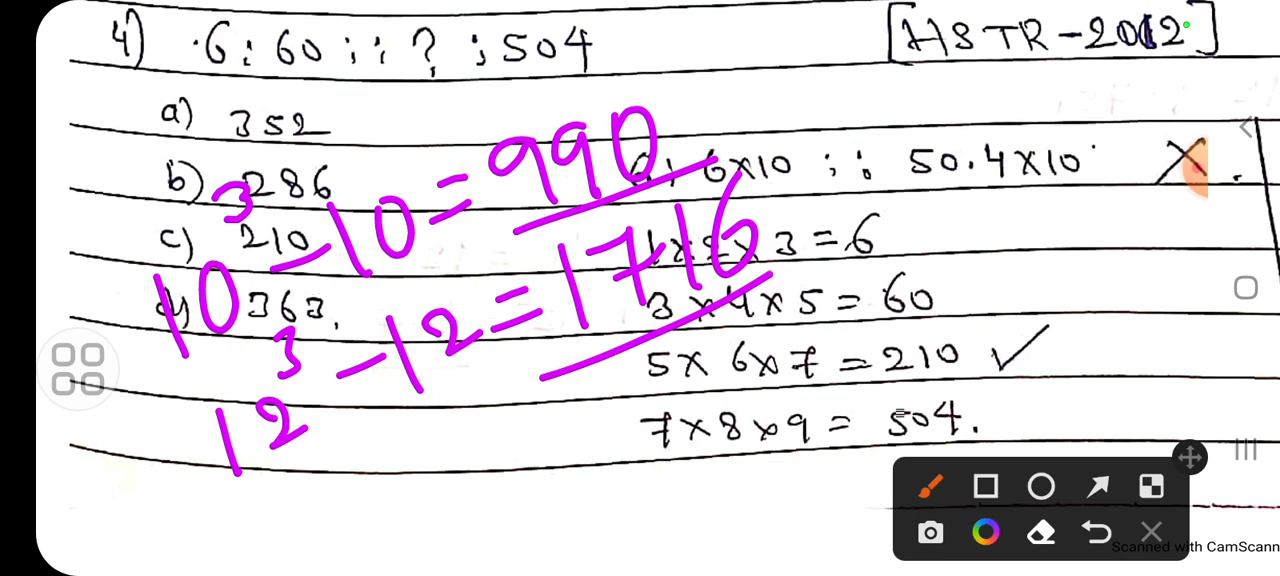 4) 6 : 60 : : ? : 504 [HSTR-2012]
a) 352
b) 286
6 : 6×10 : : 50.4×10 ×.
c) 210
1×2×3 = 6
d) 363.
3×4×5 = 60
5×6×7 = 210 ✓
7×8×9 = 504.
10³-10=990
12³-12=1716
Scanned with CamScann